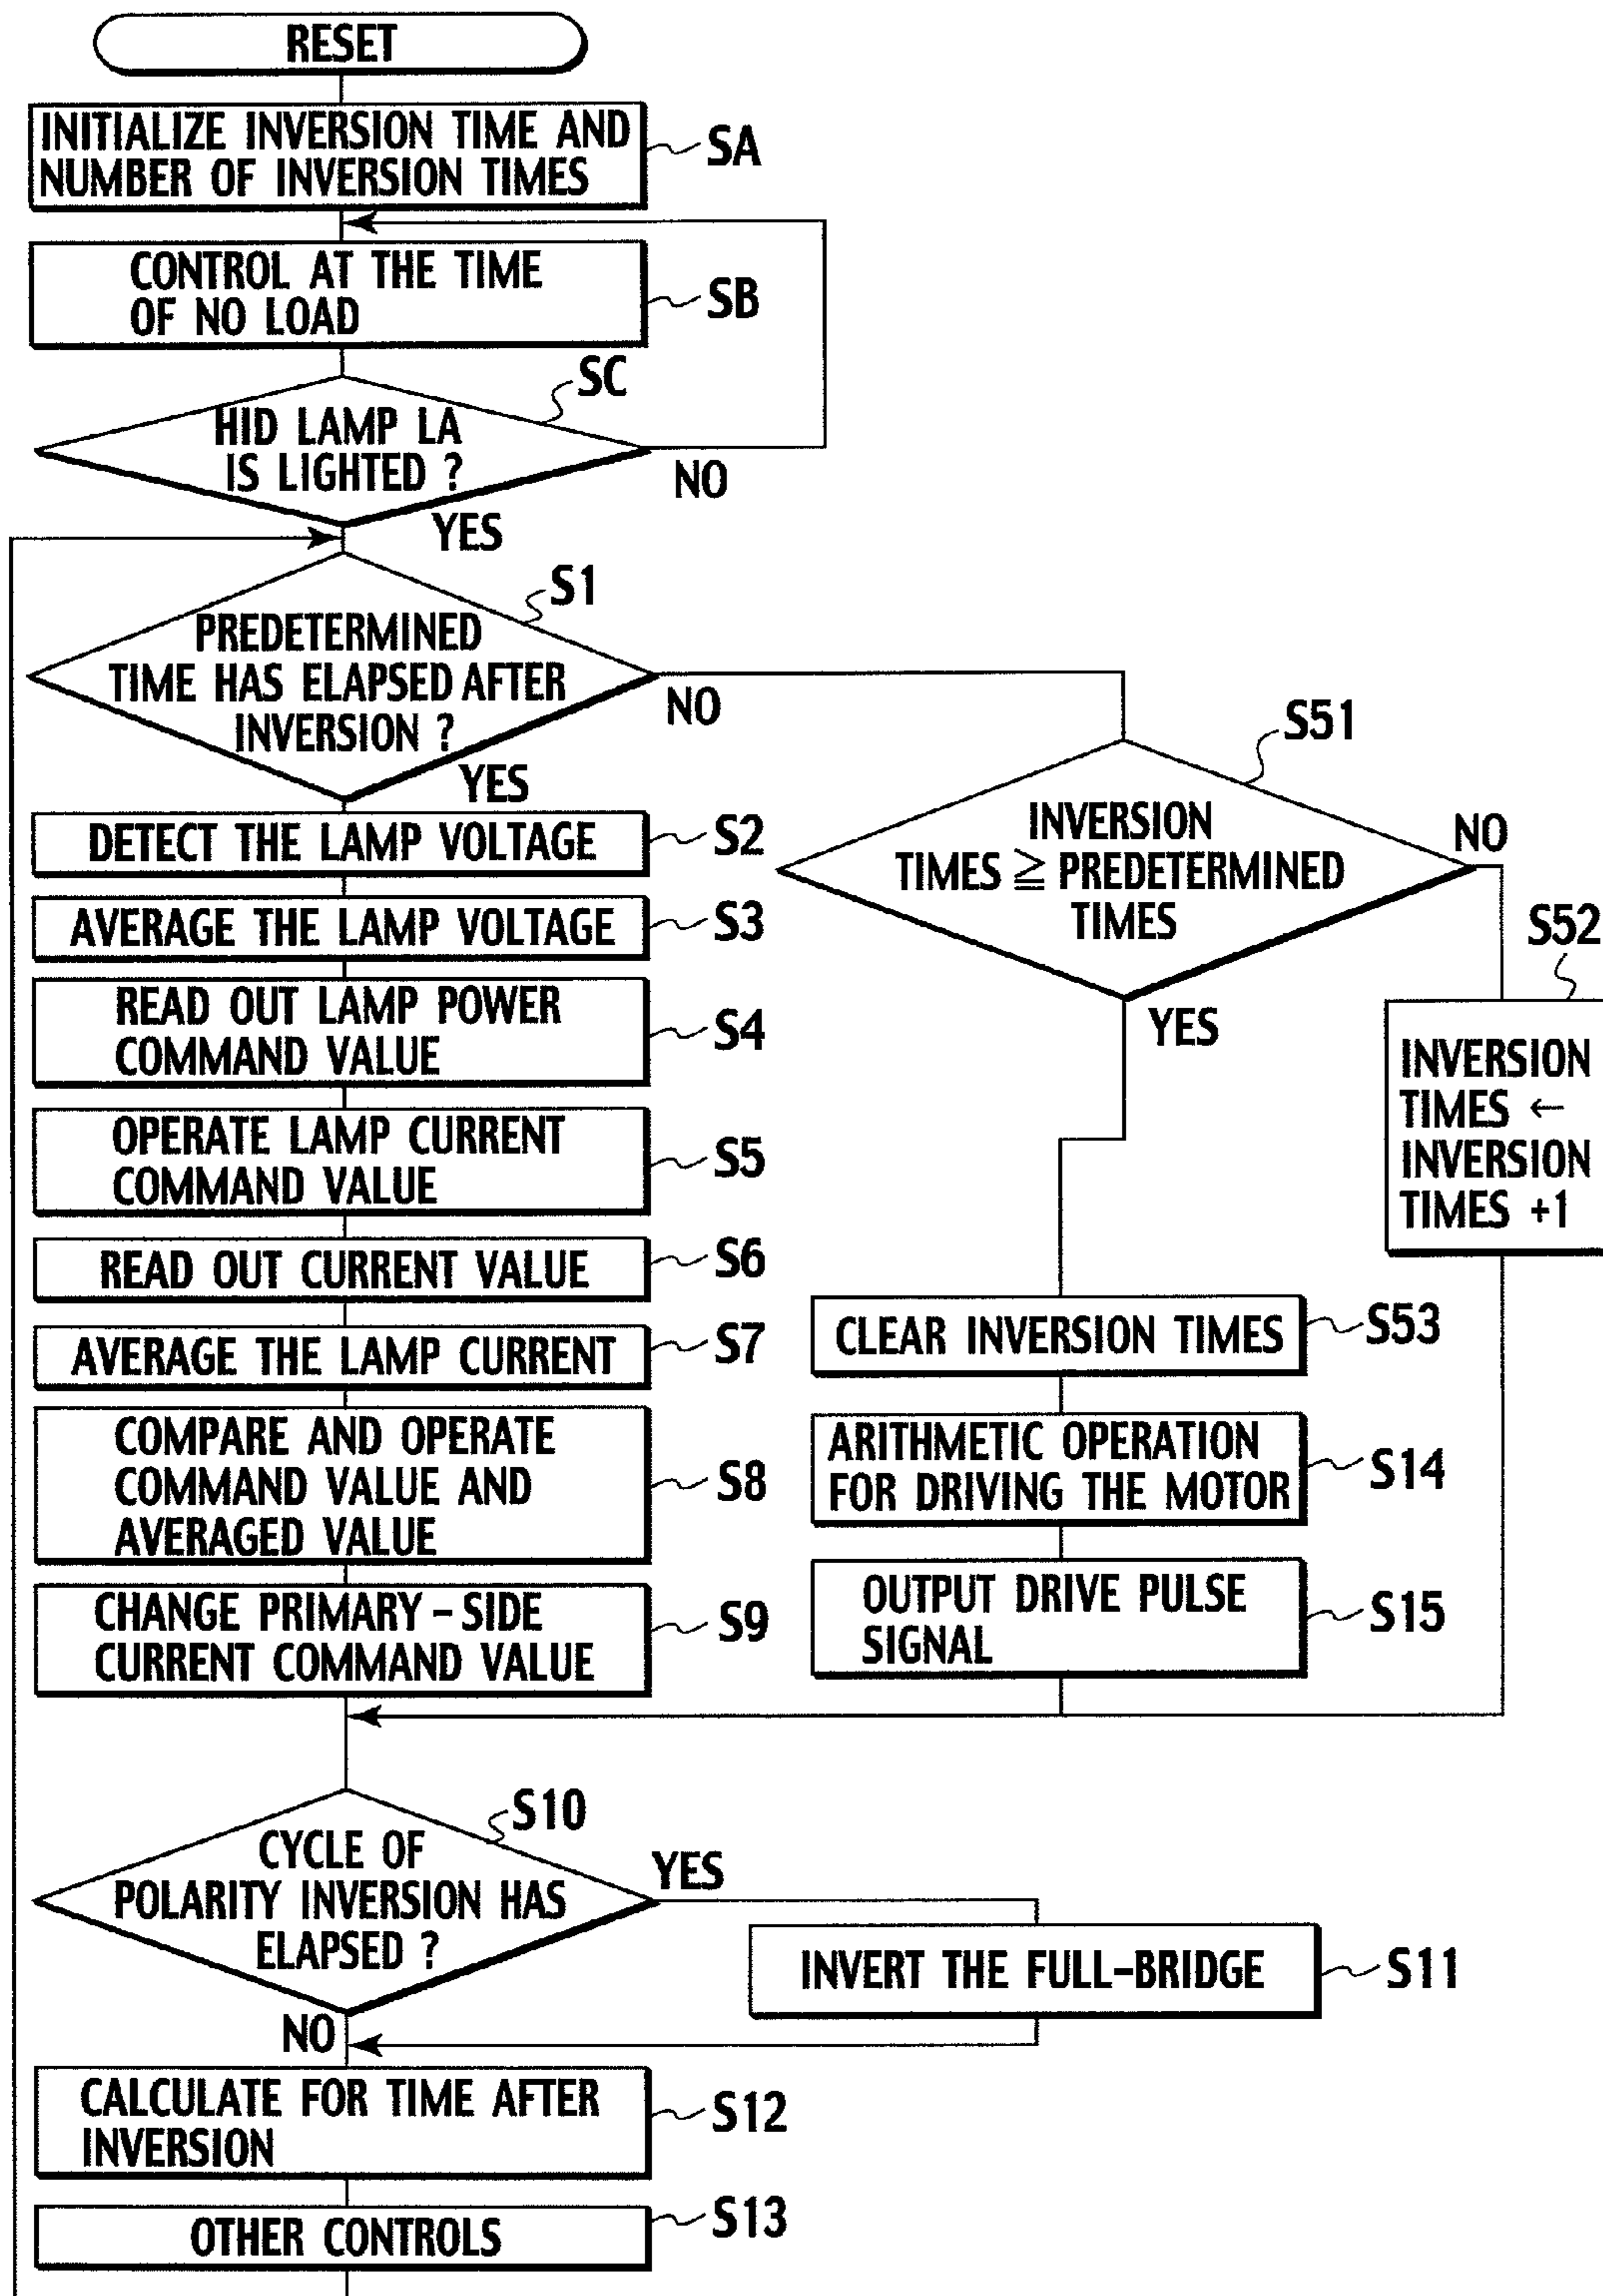 RESET
INITIALIZE INVERSION TIME AND
NUMBER OF INVERSION TIMES
SA
CONTROL AT THE TIME
OF NO LOAD
SB
SC
HID LAMP LA
IS LIGHTED ?
NO
YES
S1
PREDETERMINED
TIME HAS ELAPSED AFTER
INVERSION ?
NO
YES
S51
INVERSION
TIMES ≧ PREDETERMINED
TIMES
NO
YES
S52
INVERSION
TIMES ←
INVERSION
TIMES +1
DETECT THE LAMP VOLTAGE
S2
AVERAGE THE LAMP VOLTAGE
S3
READ OUT LAMP POWER
COMMAND VALUE
S4
OPERATE LAMP CURRENT
COMMAND VALUE
S5
READ OUT CURRENT VALUE
S6
AVERAGE THE LAMP CURRENT
S7
COMPARE AND OPERATE
COMMAND VALUE AND
AVERAGED VALUE
S8
CHANGE PRIMARY-SIDE
CURRENT COMMAND VALUE
S9
CLEAR INVERSION TIMES
S53
ARITHMETIC OPERATION
FOR DRIVING THE MOTOR
S14
OUTPUT DRIVE PULSE
SIGNAL
S15
S10
CYCLE OF
POLARITY INVERSION HAS
ELAPSED ?
YES
NO
INVERT THE FULL-BRIDGE
S11
CALCULATE FOR TIME AFTER
INVERSION
S12
OTHER CONTROLS
S13